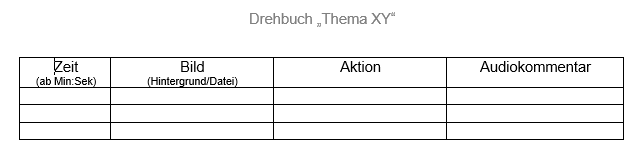 Drehbuch „Thema XY“
Zeit Bild Aktion Audiokommentar
(ab Min:Sek) (Hintergrund/Datei)